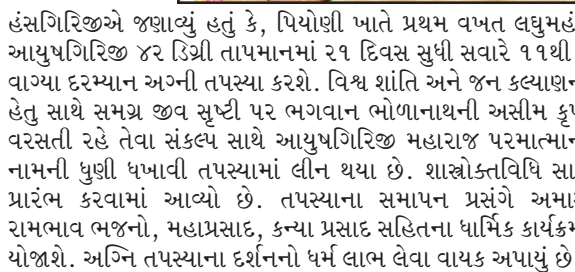 હંસગિરિજીએ જણાવ્યું હતું કે, પિયોણી ખાતે પ્રથમ વખત લઘુમહં
આયુષગિરિજી ૪૨ ડિગ્રી તાપમાનમાં ૨૧ દિવસ સુધી સવારે ૧૧થી
વાગ્યા દરમ્યાન અગ્ની તપસ્યા કરશે. વિશ્વ શાંતિ અને જન કલ્યાણન
હેતુ સાથે સમગ્ર જીવ સૃષ્ટી પર ભગવાન ભોળાનાથની અસીમ કૃપ
વરસતી રહે તેવા સંકલ્પ સાથે આયુષગિરિજી મહારાજ પરમાત્માન
નામની ધુણી ધખાવી તપસ્યામાં લીન થયા છે. શાસ્ત્રોક્તવિધિ સા
પ્રારંભ કરવામાં આવ્યો છે. તપસ્યાના સમાપન પ્રસંગે અમા
રામભાવ ભજનો, મહાપ્રસાદ, કન્યા પ્રસાદ સહિતના ધાર્મિક કાર્યક્રમ
યોજાશે. અગ્નિ તપસ્યાના દર્શનનો ધર્મ લાભ લેવા વાયક અપાયું છે